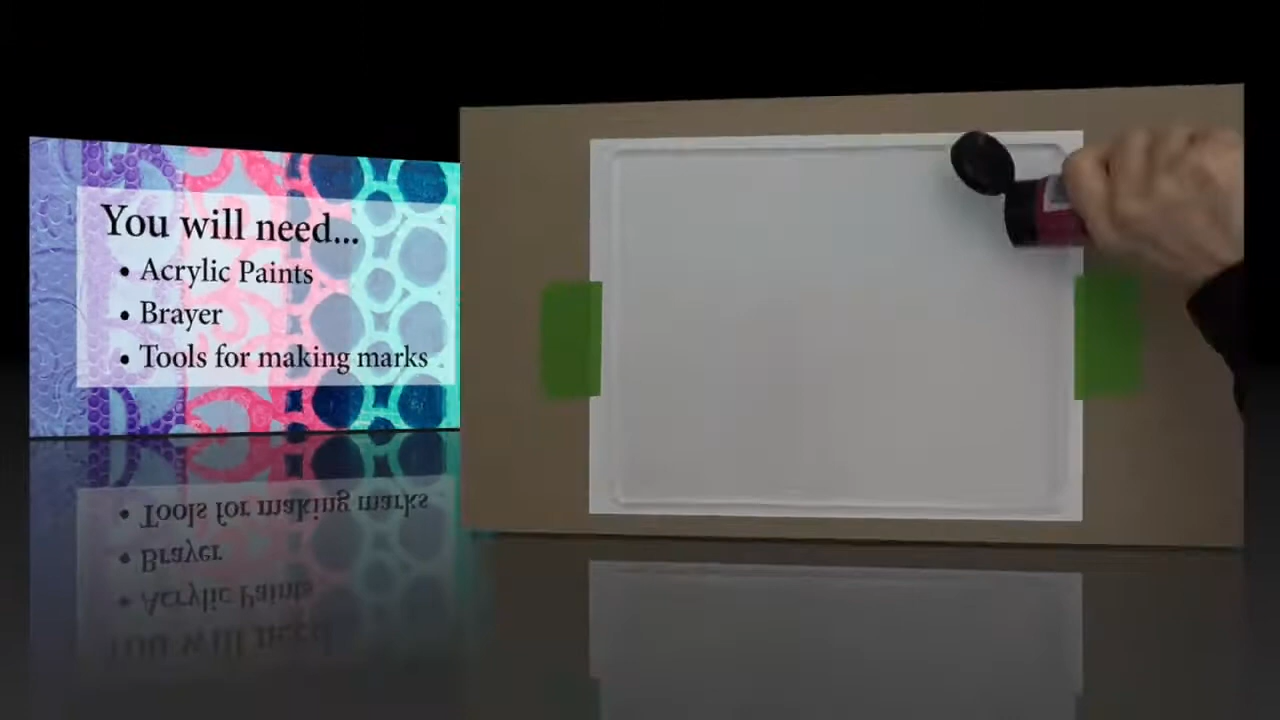 You will need...
• Acrylic Paints
• Brayer
• Tools for making marks